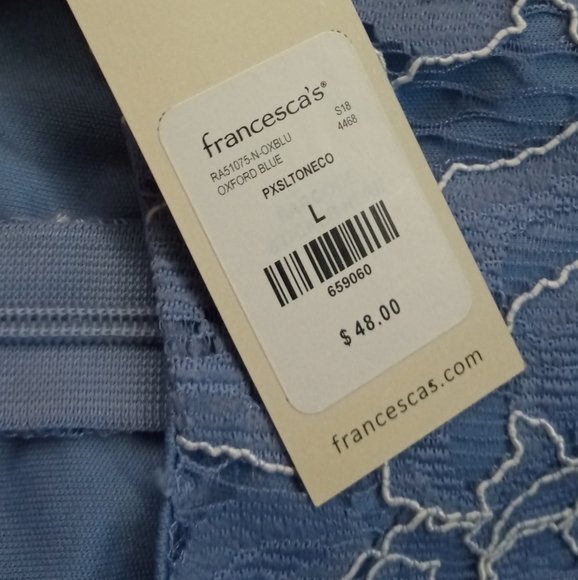 francesca's®
RA51075-N-OXBLU S18
OXFORD BLUE 4468
PXSLTONECO
L
659060
$48.00
francescas.com